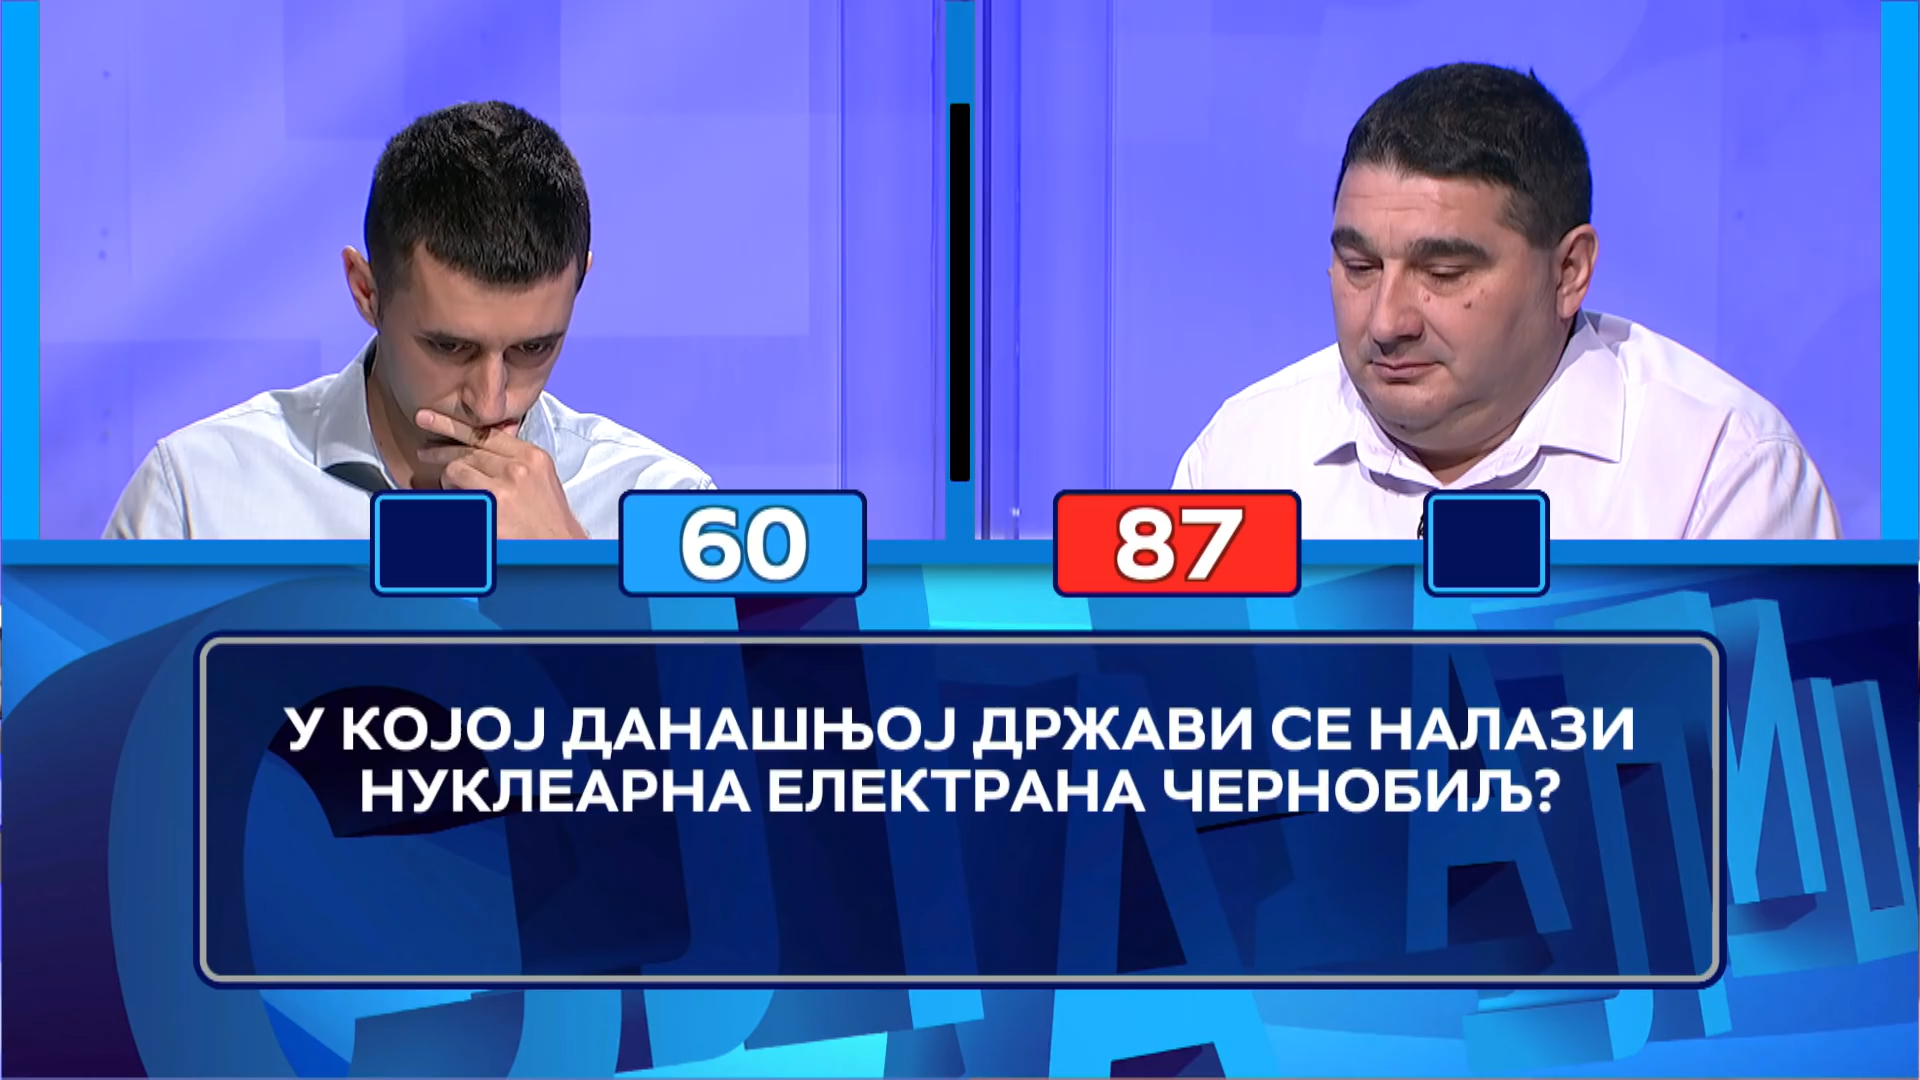 60
87
У КОЈОЈ ДАНАШЊОЈ ДРЖАВИ СЕ НАЛАЗИ
НУКЛЕАРНА ЕЛЕКТРАНА ЧЕРНОБИЉ?